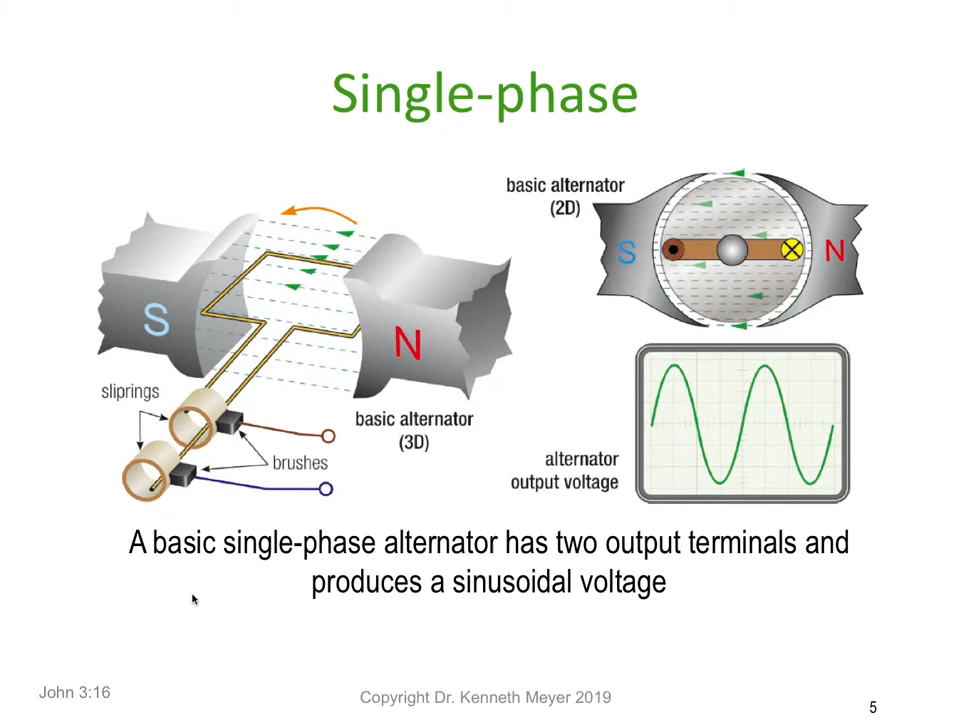 Single-phase
basic alternator
(2D)
S
N
S
N
sliprings
basic alternator
(3D)
brushes
alternator
output voltage
A basic single-phase alternator has two output terminals and
produces a sinusoidal voltage
John 3:16
Copyright Dr. Kenneth Meyer 2019
5